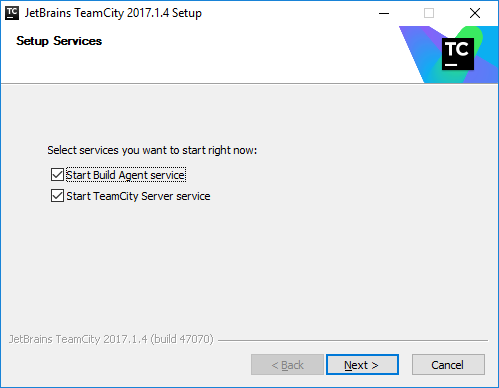 JetBrains TeamCity 2017.1.4 Setup
Setup Services
TC
Select services you want to start right now:
Start Build Agent service
Start TeamCity Server service
JetBrains TeamCity 2017.1.4 (build 47070)
< Back
Next >
Cancel